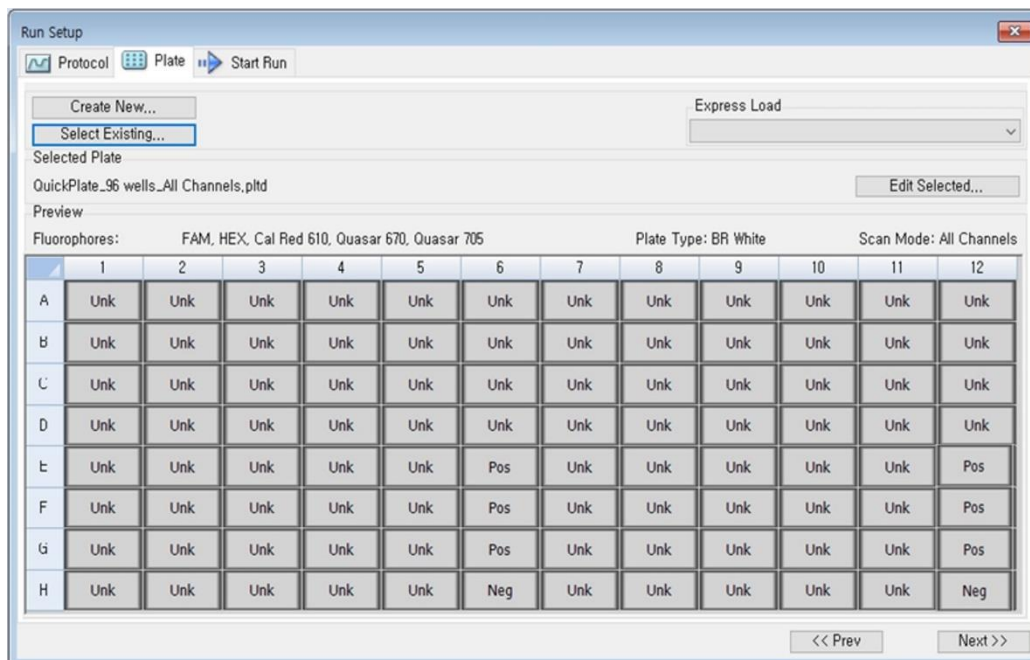 Run Setup
Protocol Plate Start Run
Create New...
Express Load
Select Existing...
Selected Plate
QuickPlate_96 wells_All Channels.pltd Edit Selected...
Preview
Fluorophores: FAM, HEX, Cal Red 610, Quasar 670, Quasar 705 Plate Type: BR White Scan Mode: All Channels
1 2 3 4 5 6 7 8 9 10 11 12
A Unk Unk Unk Unk Unk Unk Unk Unk Unk Unk Unk Unk
B Unk Unk Unk Unk Unk Unk Unk Unk Unk Unk Unk Unk
C Unk Unk Unk Unk Unk Unk Unk Unk Unk Unk Unk Unk
D Unk Unk Unk Unk Unk Unk Unk Unk Unk Unk Unk Unk
E Unk Unk Unk Unk Unk Pos Unk Unk Unk Unk Unk Pos
F Unk Unk Unk Unk Unk Pos Unk Unk Unk Unk Unk Pos
G Unk Unk Unk Unk Unk Pos Unk Unk Unk Unk Unk Pos
H Unk Unk Unk Unk Unk Neg Unk Unk Unk Unk Unk Neg
<< Prev Next >>